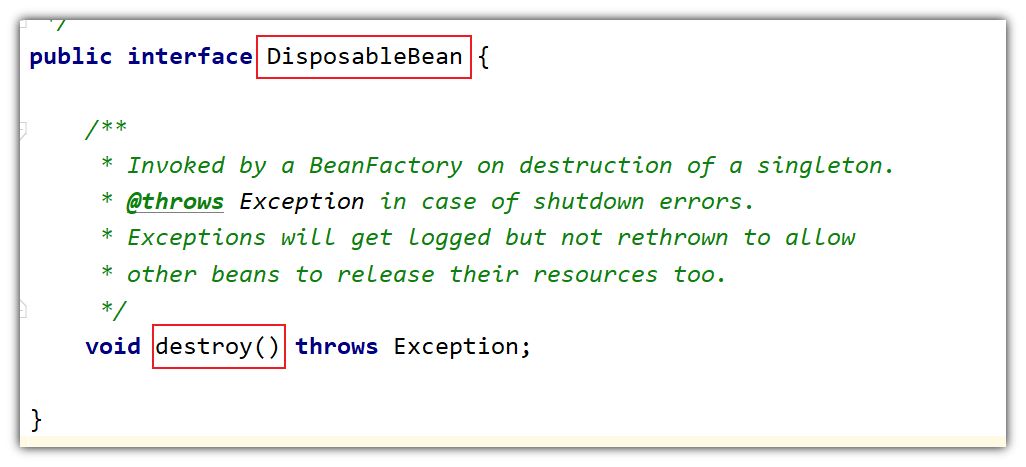 */
public interface DisposableBean {
/**
* Invoked by a BeanFactory on destruction of a singleton.
* @throws Exception in case of shutdown errors.
* Exceptions will get logged but not rethrown to allow
* other beans to release their resources too.
*/
void destroy() throws Exception;
}